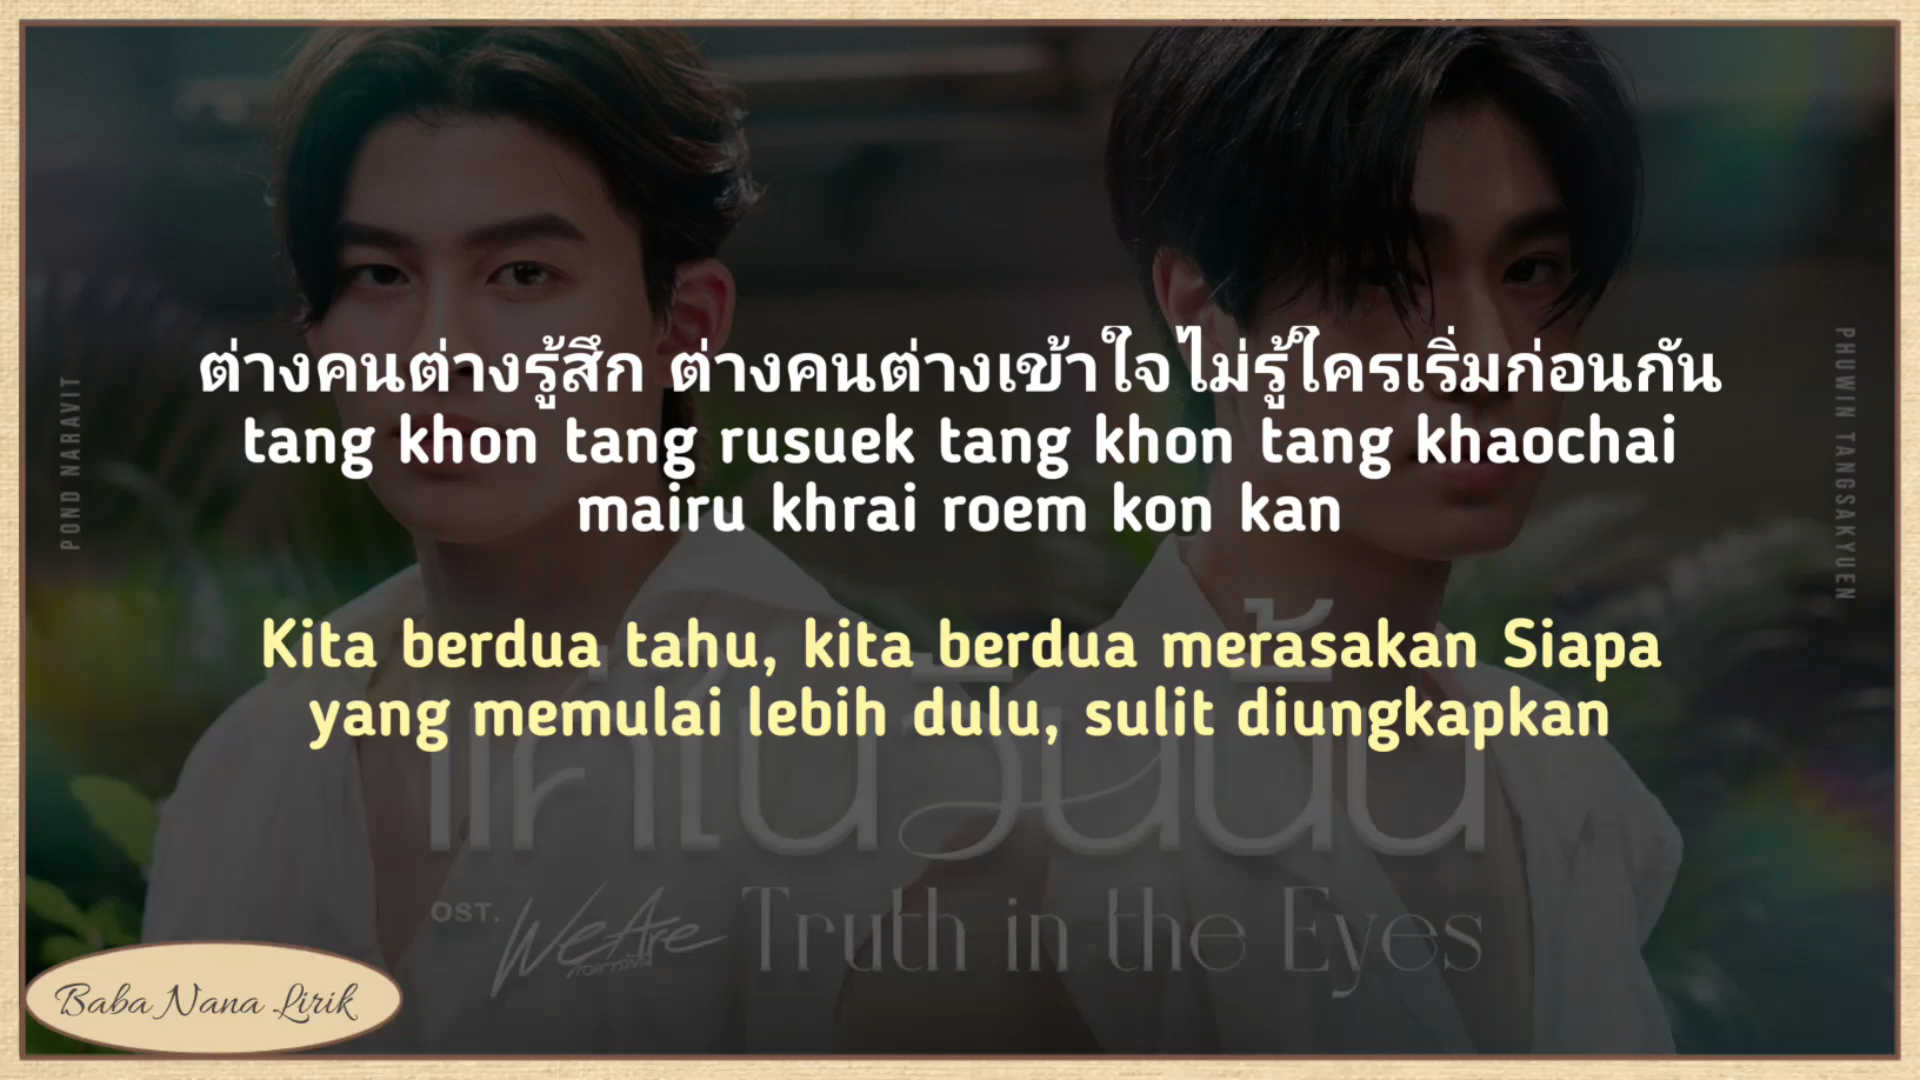 ต่างคนต่างรู้สึก ต่างคนต่างเข้าใจไม่รู้ใครเริ่มก่อนกัน
tang khon tang rusuek tang khon tang khaochai
mairu khrai roem kon kan
Kita berdua tahu, kita berdua merasakan Siapa
yang memulai lebih dulu, sulit diungkapkan
POND NARAVIT
PHUWIN TANGSAKYUEN
OST. We Are Truth in the Eyes
Baba Nana Lirik